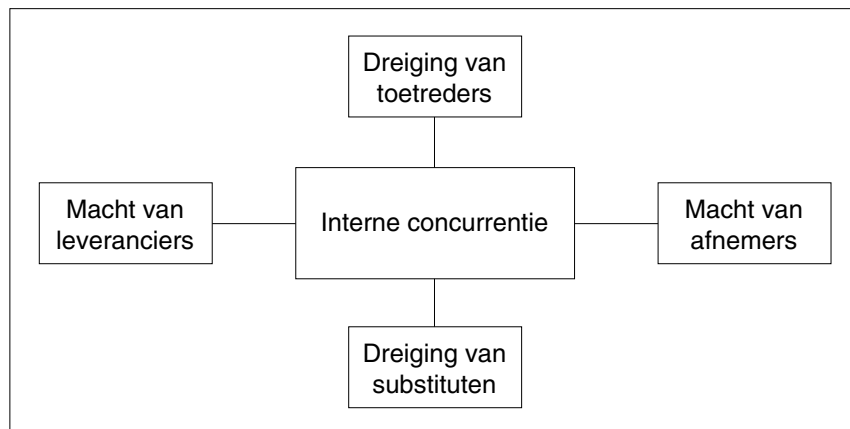 Dreiging van
toetreders
Macht van
leveranciers
Interne concurrentie
Macht van
afnemers
Dreiging van
substituten